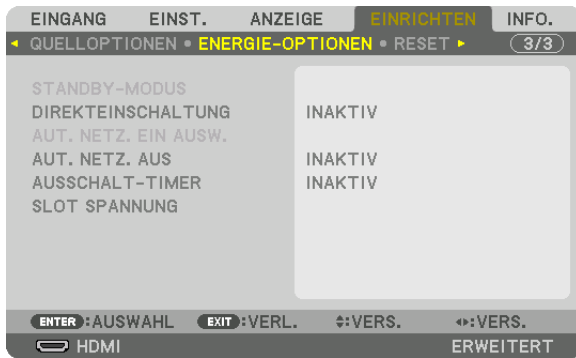 EINGANG EINST. ANZEIGE EINRICHTEN INFO.
◄ QUELLOPTIONEN • ENERGIE-OPTIONEN • RESET ► 3/3
STANDBY-MODUS
DIREKTEINSCHALTUNG INAKTIV
AUT. NETZ. EIN AUSW.
AUT. NETZ. AUS INAKTIV
AUSSCHALT-TIMER INAKTIV
SLOT SPANNUNG
ENTER :AUSWAHL EXIT :VERL. ♦:VERS. ◂▸:VERS.
HDMI ERWEITERT